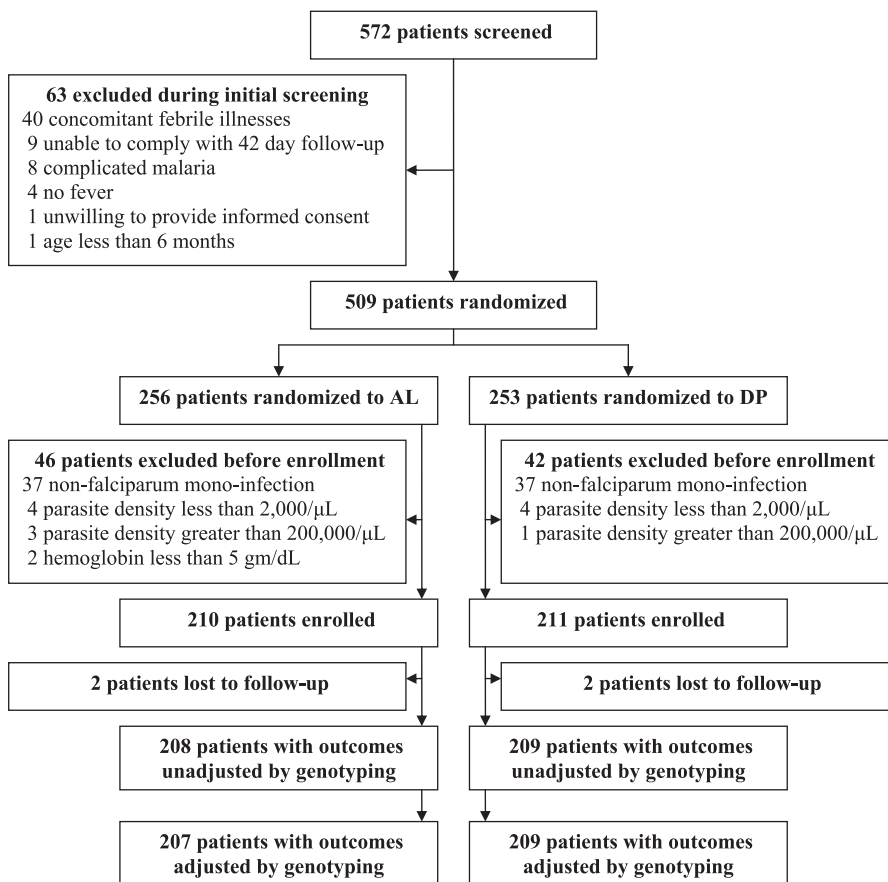 572 patients screened
63 excluded during initial screening
40 concomitant febrile illnesses
9 unable to comply with 42 day follow-up
8 complicated malaria
4 no fever
1 unwilling to provide informed consent
1 age less than 6 months
509 patients randomized
256 patients randomized to AL
253 patients randomized to DP
46 patients excluded before enrollment
37 non-falciparum mono-infection
4 parasite density less than 2,000/μL
3 parasite density greater than 200,000/μL
2 hemoglobin less than 5 gm/dL
42 patients excluded before enrollment
37 non-falciparum mono-infection
4 parasite density less than 2,000/μL
1 parasite density greater than 200,000/μL
210 patients enrolled
211 patients enrolled
2 patients lost to follow-up
2 patients lost to follow-up
208 patients with outcomes
unadjusted by genotyping
209 patients with outcomes
unadjusted by genotyping
207 patients with outcomes
adjusted by genotyping
209 patients with outcomes
adjusted by genotyping